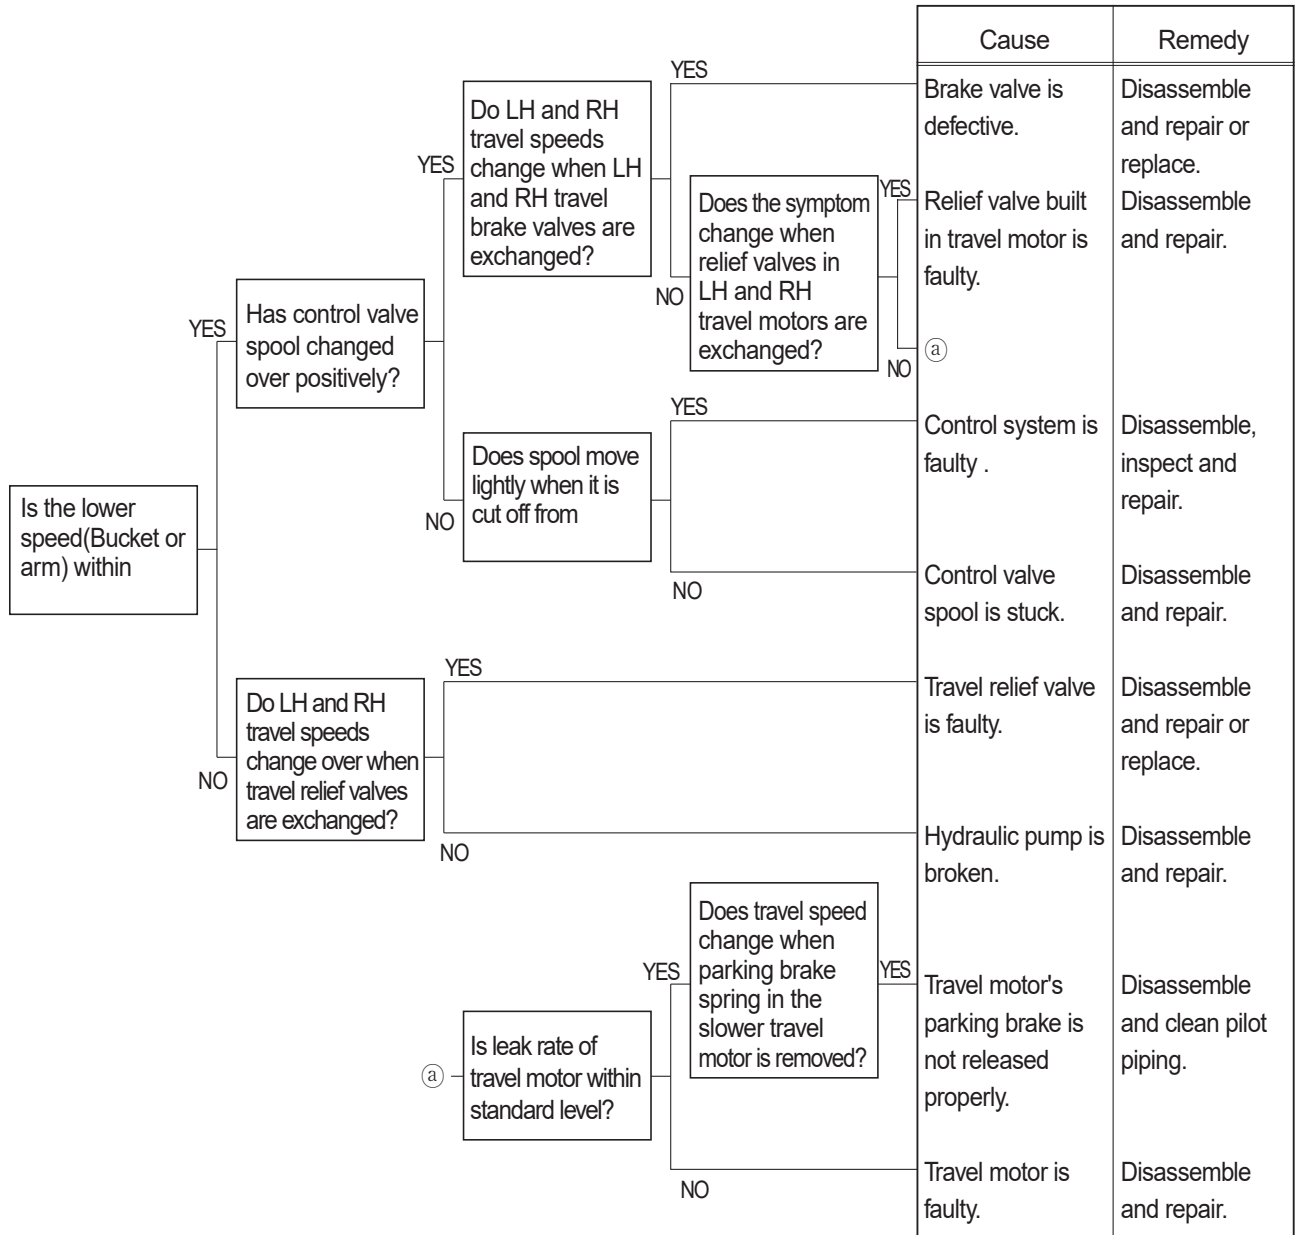 Cause
Remedy
YES
Brake valve is
defective.
Disassemble
and repair or
replace.
Do LH and RH
travel speeds
change when LH
and RH travel
brake valves are
exchanged?
YES
YES
Does the symptom
change when
relief valves in
LH and RH
travel motors are
exchanged?
Relief valve built
in travel motor is
faulty.
Disassemble
and repair.
NO
NO
ⓐ
YES
Has control valve
spool changed
over positively?
YES
Control system is
faulty .
Disassemble,
inspect and
repair.
Does spool move
lightly when it is
cut off from
NO
Is the lower
speed(Bucket or
arm) within
NO
Control valve
spool is stuck.
Disassemble
and repair.
YES
Travel relief valve
is faulty.
Disassemble
and repair or
replace.
Do LH and RH
travel speeds
change over when
travel relief valves
are exchanged?
NO
NO
Hydraulic pump is
broken.
Disassemble
and repair.
Does travel speed
change when
parking brake
spring in the
slower travel
motor is removed?
YES
YES
Travel motor's
parking brake is
not released
properly.
Disassemble
and clean pilot
piping.
ⓐ
Is leak rate of
travel motor within
standard level?
NO
Travel motor is
faulty.
Disassemble
and repair.